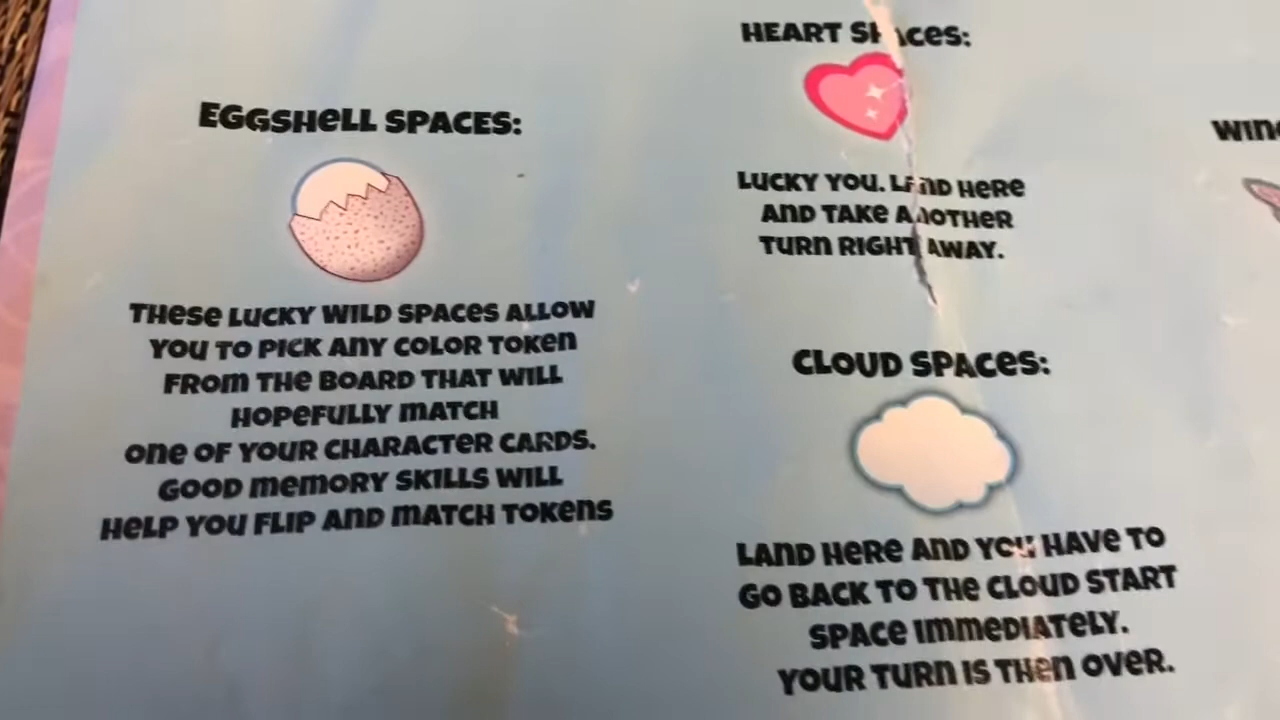 EGGSHELL SPACES:
THESE LUCKY WILD SPACES ALLOW
YOU TO PICK ANY COLOR TOKEN
FROM THE BOARD THAT WILL
HOPEFULLY MATCH
ONE OF YOUR CHARACTER CARDS.
GOOD MEMORY SKILLS WILL
HELP YOU FLIP AND MATCH TOKENS
HEART SPACES:
LUCKY YOU. LAND HERE
AND TAKE ANOTHER
TURN RIGHT AWAY.
CLOUD SPACES:
LAND HERE AND YOU HAVE TO
GO BACK TO THE CLOUD START
SPACE IMMEDIATELY.
YOUR TURN IS THEN OVER.